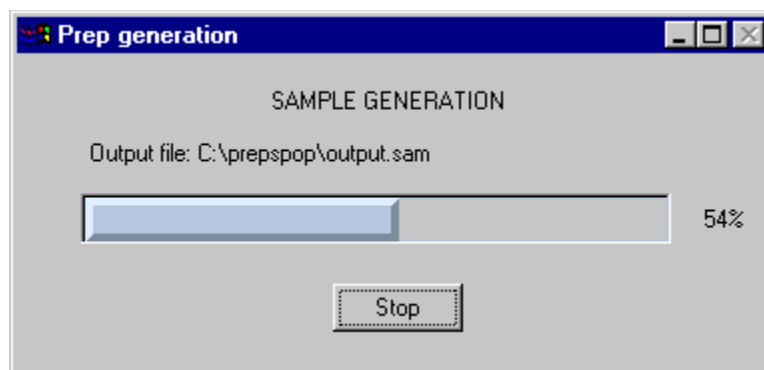 Prep generation
SAMPLE GENERATION
Output file: C:\prepspop\output.sam
54%
Stop